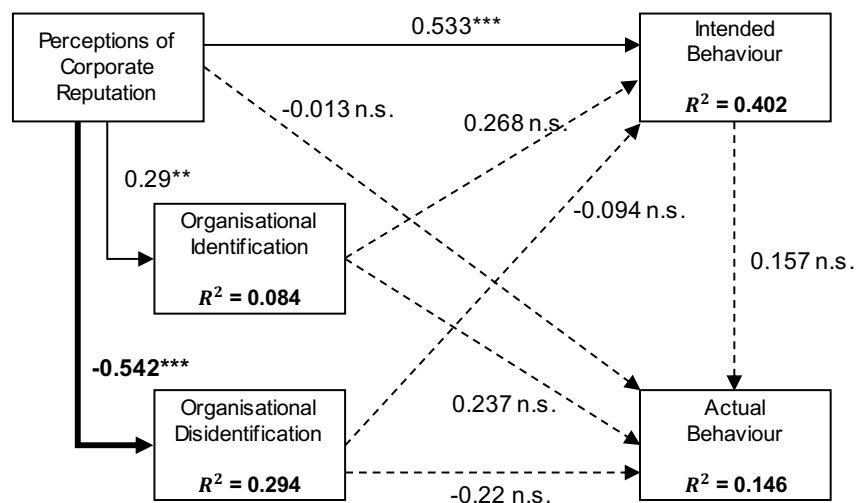 Perceptions of
Corporate
Reputation
0.533***
Intended
Behaviour
R² = 0.402
-0.013 n.s.
0.268 n.s.
0.29**
Organisational
Identification
R² = 0.084
-0.094 n.s.
0.157 n.s.
-0.542***
Organisational
Disidentification
R² = 0.294
0.237 n.s.
-0.22 n.s.
Actual
Behaviour
R² = 0.146